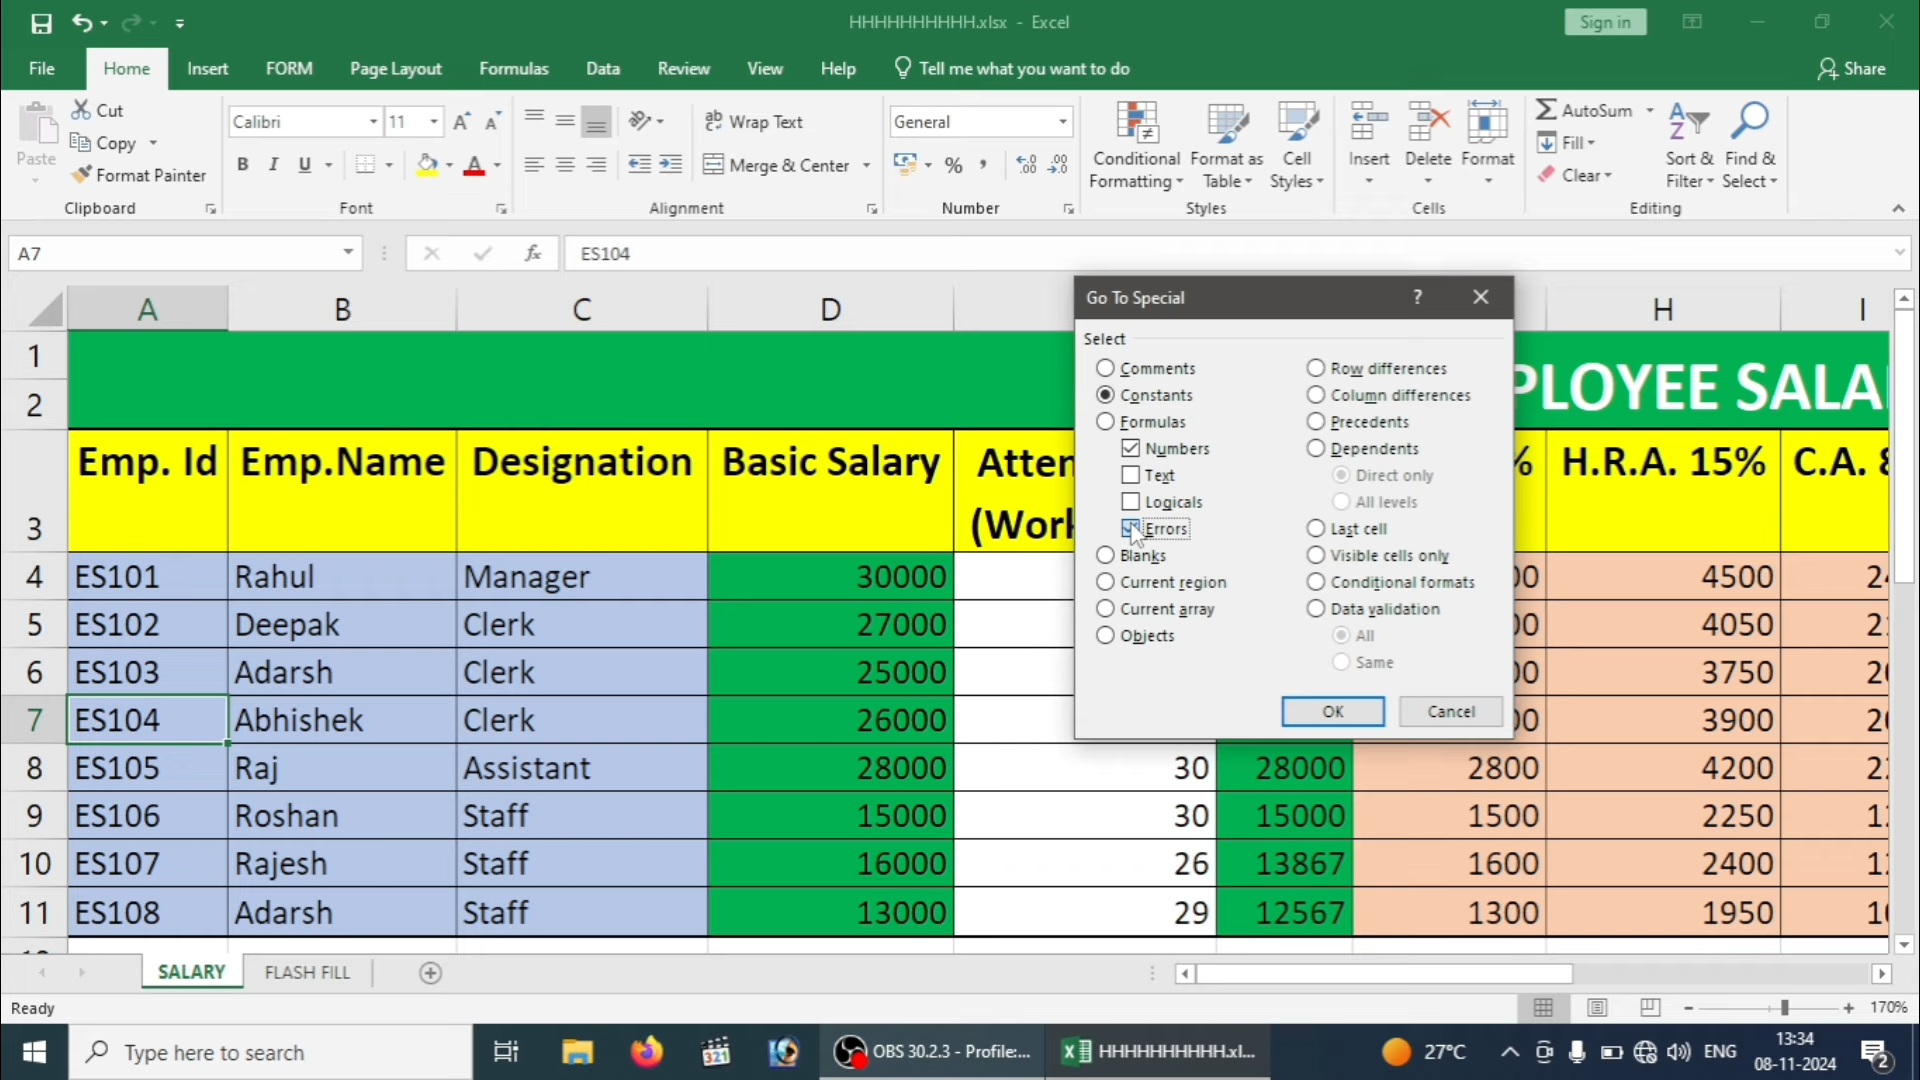 HHHHHHHHHH.xlsx - Excel
Sign in
File Home Insert FORM Page Layout Formulas Data Review View Help Tell me what you want to do Share
Paste
Cut
Copy
Format Painter
Clipboard
Calibri 11
B I U
Font
Wrap Text
Merge & Center
Alignment
General
%
Number
Conditional Formatting
Format as Table
Cell Styles
Styles
Insert Delete Format
Cells
AutoSum
Fill
Clear
Sort & Filter
Find & Select
Editing
A7 fx ES104
A B C D H I
1
2 PLOYEE SALA
3 Emp. Id Emp.Name Designation Basic Salary Atten (Work % H.R.A. 15% C.A.
4 ES101 Rahul Manager 30000 4500
5 ES102 Deepak Clerk 27000 4050
6 ES103 Adarsh Clerk 25000 3750
7 ES104 Abhishek Clerk 26000 3900
8 ES105 Raj Assistant 28000 30 28000 2800 4200
9 ES106 Roshan Staff 15000 30 15000 1500 2250
10 ES107 Rajesh Staff 16000 26 13867 1600 2400
11 ES108 Adarsh Staff 13000 29 12567 1300 1950
Go To Special ?
Select
Comments
Constants
Formulas
Numbers
Text
Logicals
Errors
Blanks
Current region
Current array
Objects
Row differences
Column differences
Precedents
Dependents
Direct only
All levels
Last cell
Visible cells only
Conditional formats
Data validation
All
Same
OK Cancel
SALARY FLASH FILL
Ready
170%
Type here to search
321
OBS 30.2.3 - Profile:...
HHHHHHHHHH.xl...
27°C
ENG
13:34
08-11-2024
2